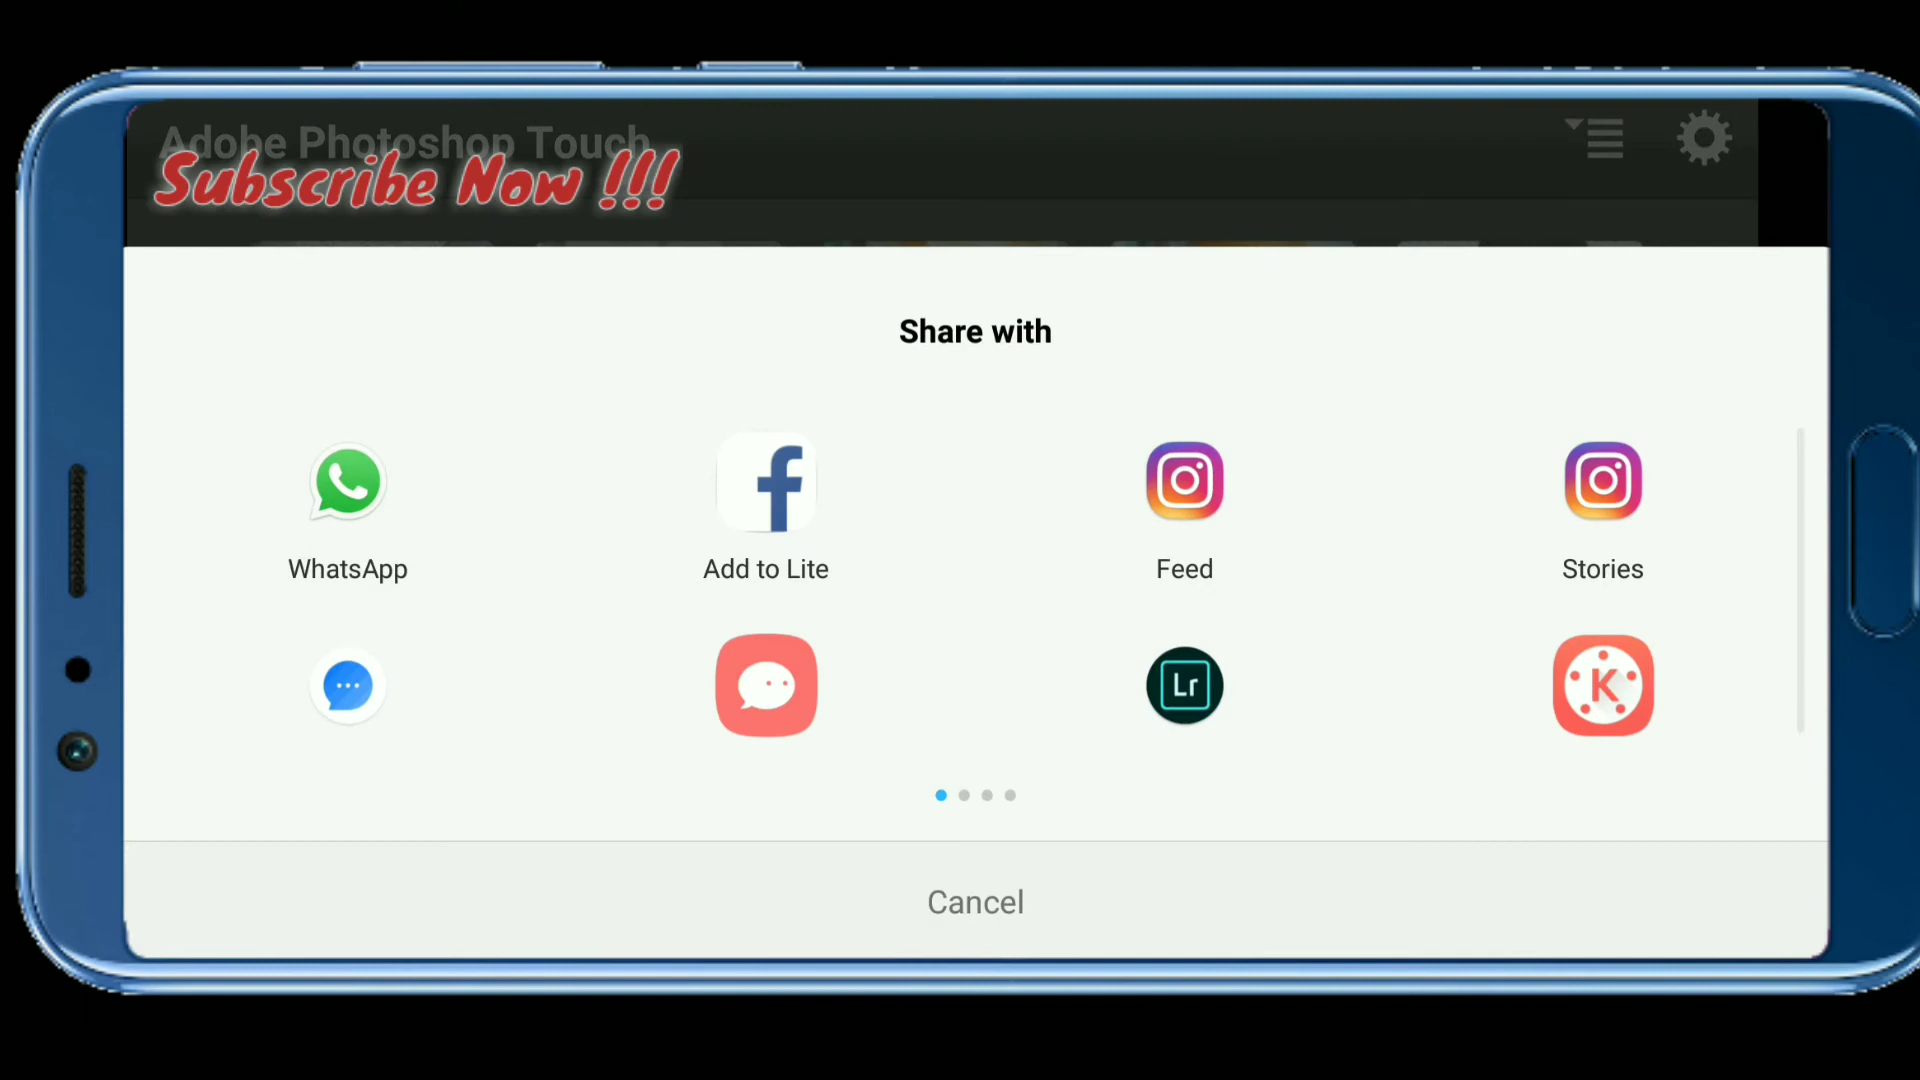 Adobe Photoshop Touch
Subscribe Now !!!
Share with
WhatsApp
Add to Lite
Feed
Stories
Lr
K
Cancel